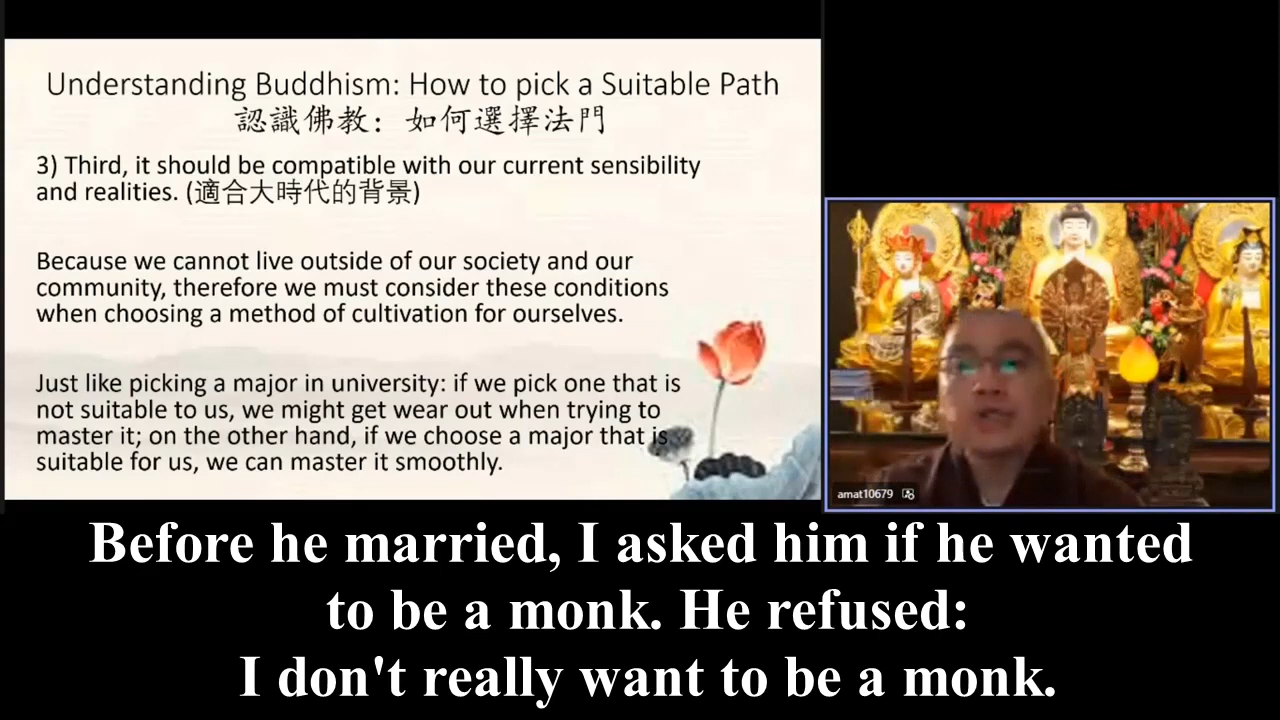 Understanding Buddhism: How to pick a Suitable Path
認識佛教：如何選擇法門
3) Third, it should be compatible with our current sensibility
and realities. (適合大時代的背景)
Because we cannot live outside of our society and our
community, therefore we must consider these conditions
when choosing a method of cultivation for ourselves.
Just like picking a major in university: if we pick one that is
not suitable to us, we might get wear out when trying to
master it; on the other hand, if we choose a major that is
suitable for us, we can master it smoothly.
amat10679
Before he married, I asked him if he wanted
to be a monk. He refused:
I don't really want to be a monk.